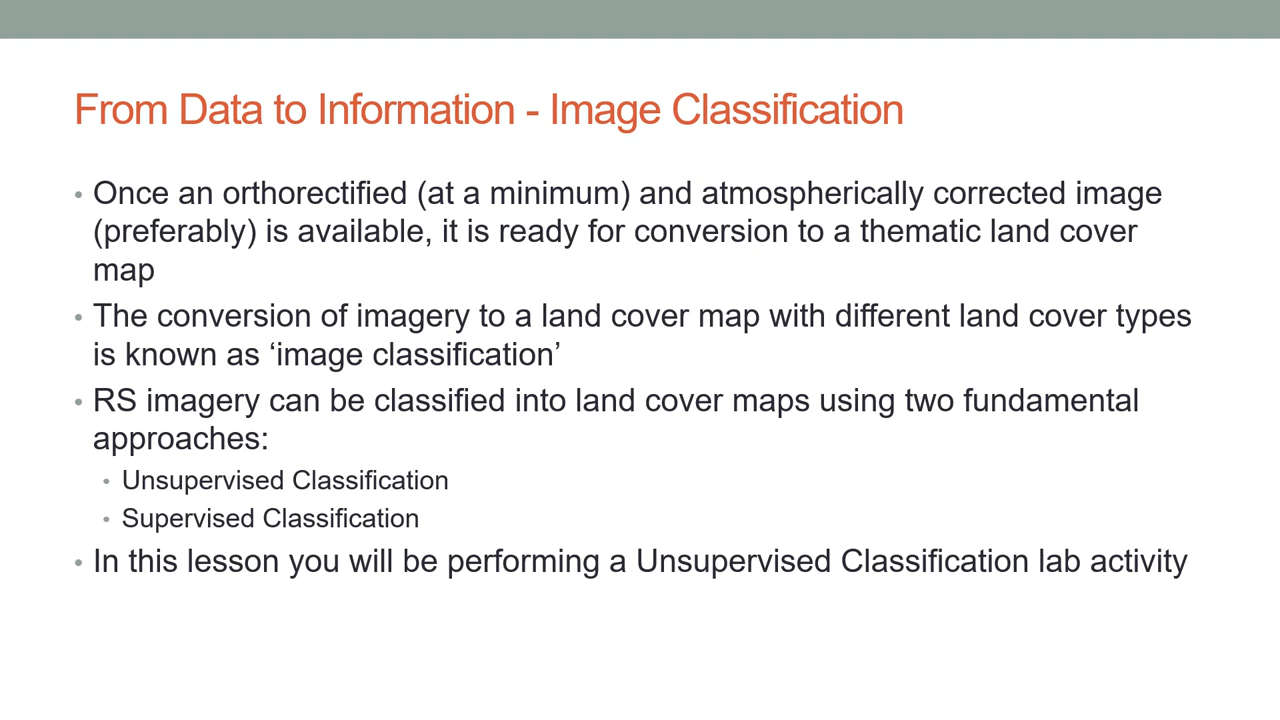 From Data to Information - Image Classification
• Once an orthorectified (at a minimum) and atmospherically corrected image
(preferably) is available, it is ready for conversion to a thematic land cover
map
• The conversion of imagery to a land cover map with different land cover types
is known as ‘image classification’
• RS imagery can be classified into land cover maps using two fundamental
approaches:
• Unsupervised Classification
• Supervised Classification
• In this lesson you will be performing a Unsupervised Classification lab activity